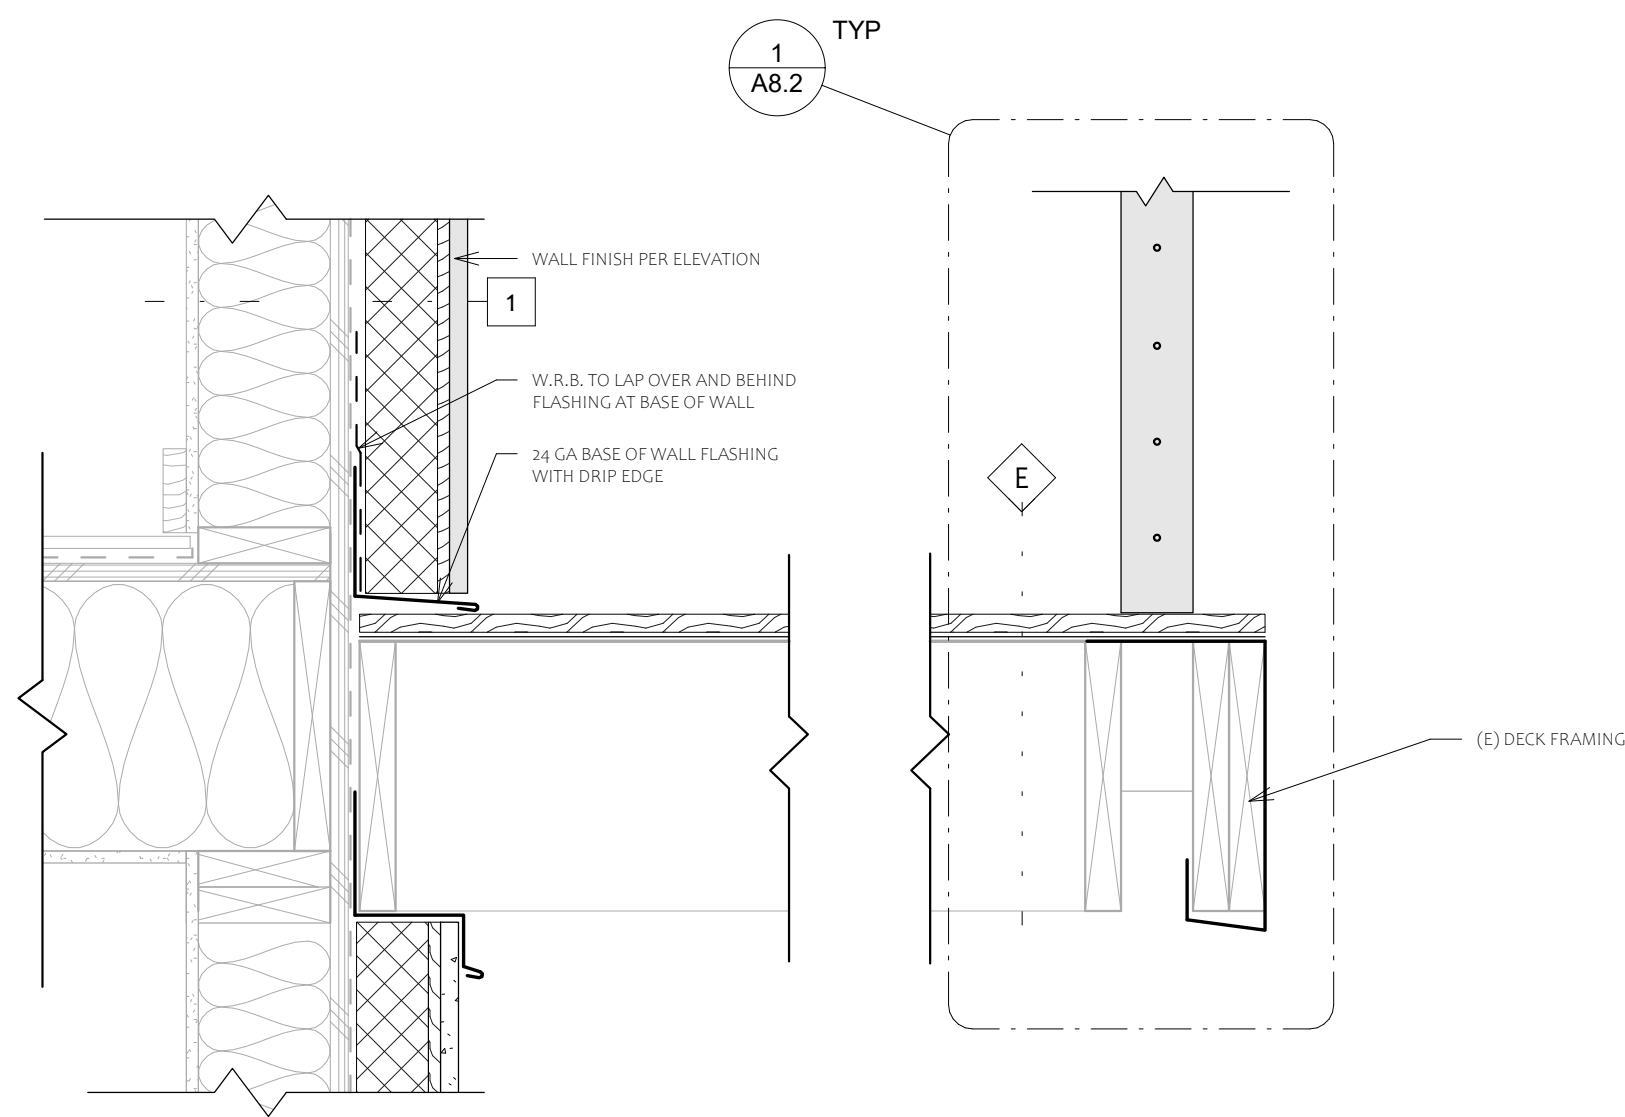 TYP
1
A8.2
WALL FINISH PER ELEVATION
1
W.R.B. TO LAP OVER AND BEHIND
FLASHING AT BASE OF WALL
24 GA BASE OF WALL FLASHING
WITH DRIP EDGE
E
(E) DECK FRAMING